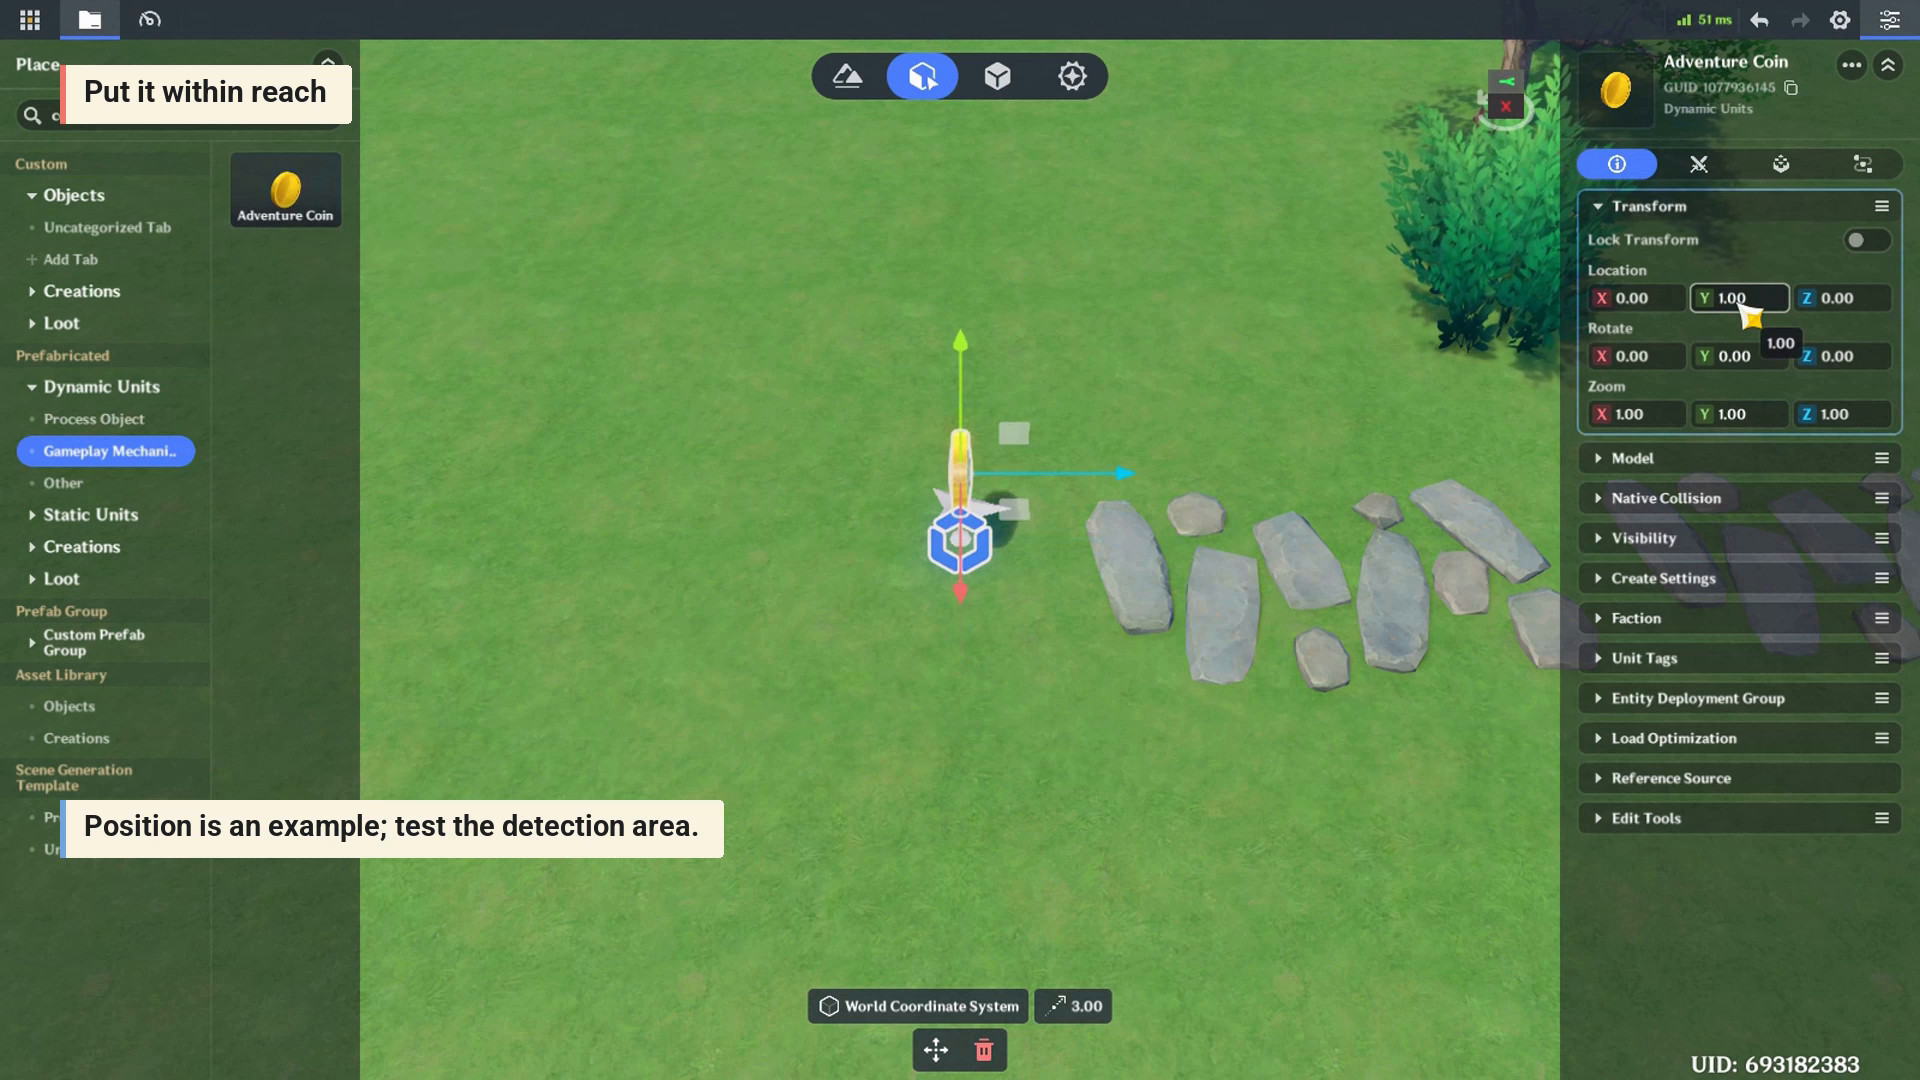 51 ms
Place
Put it within reach
Custom
Objects
Uncategorized Tab
Add Tab
Creations
Loot
Prefabricated
Dynamic Units
Process Object
Gameplay Mechani..
Other
Static Units
Creations
Loot
Prefab Group
Custom Prefab
Group
Asset Library
Objects
Creations
Scene Generation
Template
Adventure Coin
Position is an example; test the detection area.
World Coordinate System
3.00
X
Adventure Coin
GUID 1077936145
Dynamic Units
Transform
Lock Transform
Location
X 0.00 Y 1.00 Z 0.00
Rotate
1.00
X 0.00 Y 0.00 Z 0.00
Zoom
X 1.00 Y 1.00 Z 1.00
Model
Native Collision
Visibility
Create Settings
Faction
Unit Tags
Entity Deployment Group
Load Optimization
Reference Source
Edit Tools
UID: 693182383